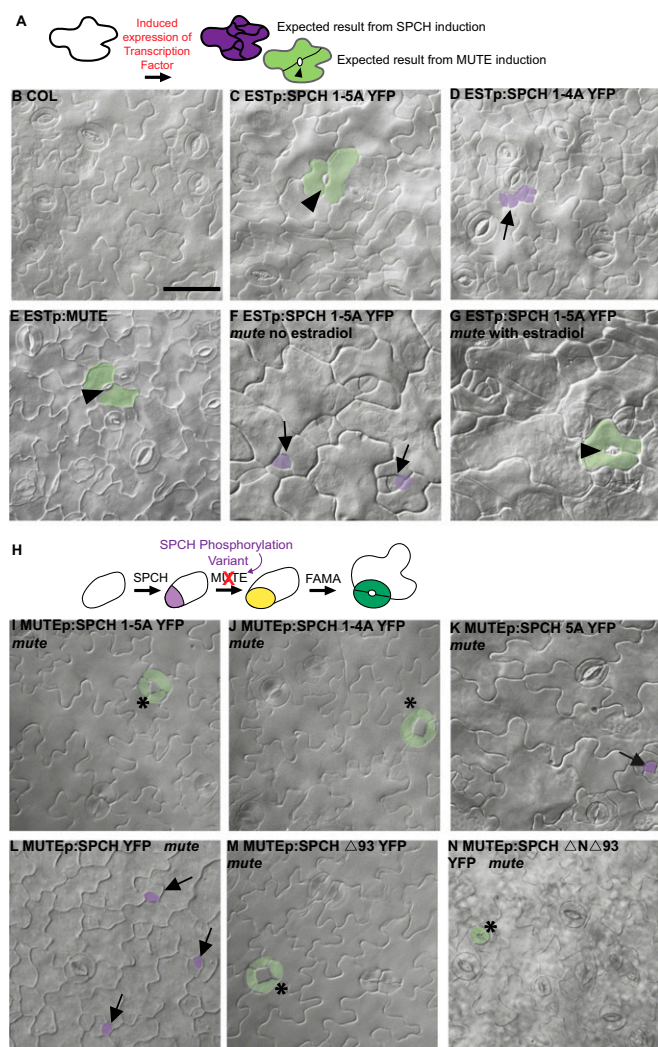 A
Induced
expression of
Transcription
Factor
Expected result from SPCH induction
Expected result from MUTE induction
B COL
C ESTp:SPCH 1-5A YFP
D ESTp:SPCH 1-4A YFP
E ESTp:MUTE
F ESTp:SPCH 1-5A YFP
mute no estradiol
G ESTp:SPCH 1-5A YFP
mute with estradiol
H
SPCH Phosphorylation
Variant
SPCH
MUTE
FAMA
I MUTEp:SPCH 1-5A YFP
mute
J MUTEp:SPCH 1-4A YFP
mute
K MUTEp:SPCH 5A YFP
mute
L MUTEp:SPCH YFP mute
M MUTEp:SPCH △93 YFP
mute
N MUTEp:SPCH △N△93
YFP mute